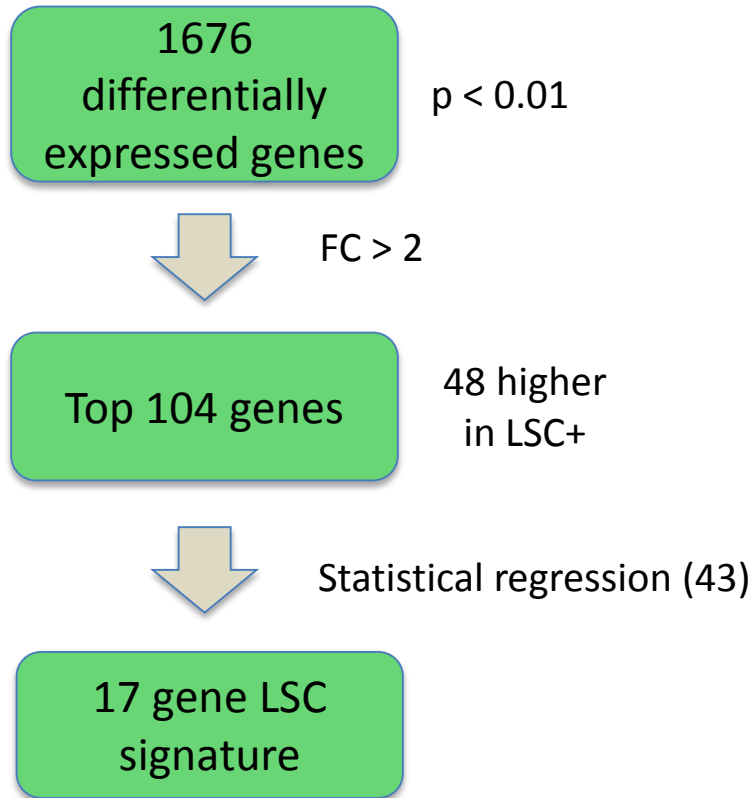 1676
differentially
expressed genes
p < 0.01
FC > 2
Top 104 genes
48 higher
in LSC+
Statistical regression (43)
17 gene LSC
signature